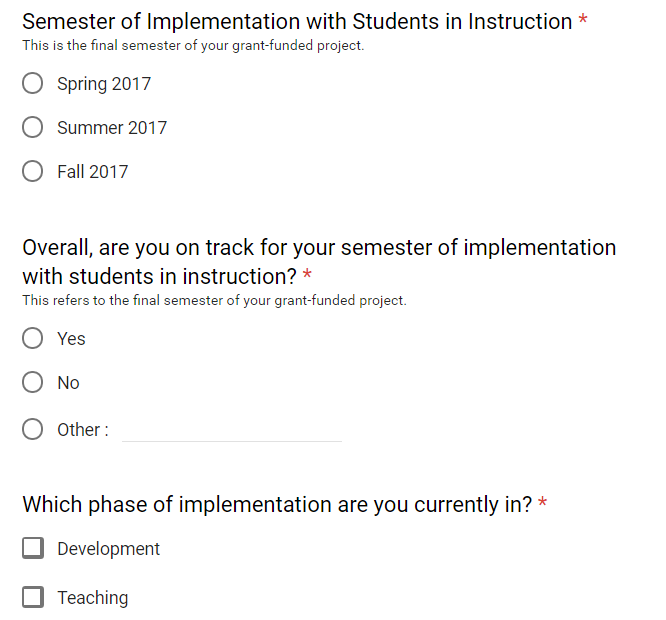 Semester of Implementation with Students in Instruction *
This is the final semester of your grant-funded project.
Spring 2017
Summer 2017
Fall 2017
Overall, are you on track for your semester of implementation
with students in instruction? *
This refers to the final semester of your grant-funded project.
Yes
No
Other :
Which phase of implementation are you currently in? *
Development
Teaching